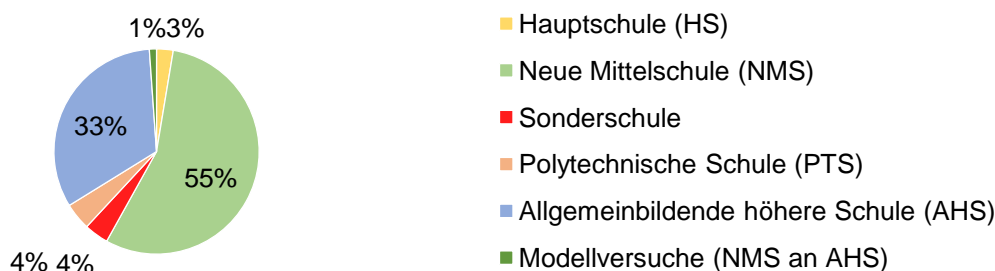 1%3%
33%
55%
4% 4%
Hauptschule (HS)
Neue Mittelschule (NMS)
Sonderschule
Polytechnische Schule (PTS)
Allgemeinbildende höhere Schule (AHS)
Modellversuche (NMS an AHS)